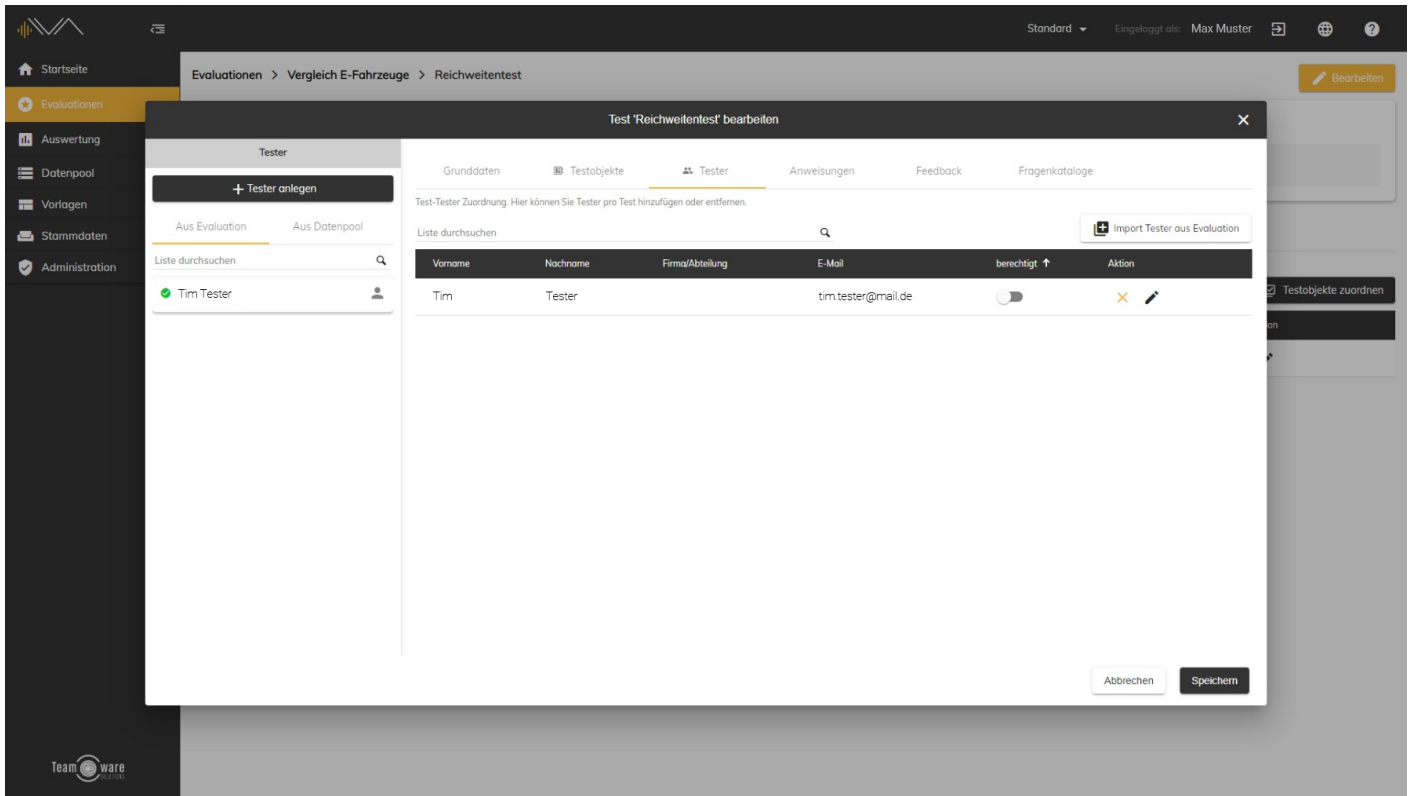 Standard Eingeloggt als: Max Muster
Startseite
Evaluationen
Auswertung
Datenpool
Vorlagen
Stammdaten
Administration
Team ware
SOLUTIONS
Evaluationen > Vergleich E-Fahrzeuge > Reichweitentest
Bearbeiten
Test 'Reichweitentest' bearbeiten
Tester
+ Tester anlegen
Aus Evaluation Aus Datenpool
Liste durchsuchen
Tim Tester
Grunddaten Testobjekte Tester Anweisungen Feedback Fragenkataloge
Test-Tester Zuordnung. Hier können Sie Tester pro Test hinzufügen oder entfernen.
Liste durchsuchen
Import Tester aus Evaluation
Vorname Nachname Firma/Abteilung E-Mail berechtigt ↑ Aktion
Tim Tester tim.tester@mail.de
Abbrechen Speichern
Testobjekte zuordnen
on